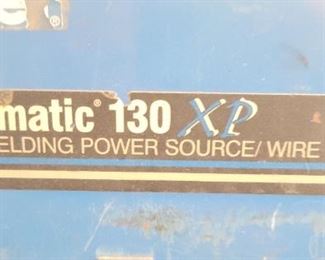 matic® 130 XP
ELDING POWER SOURCE/ WIRE